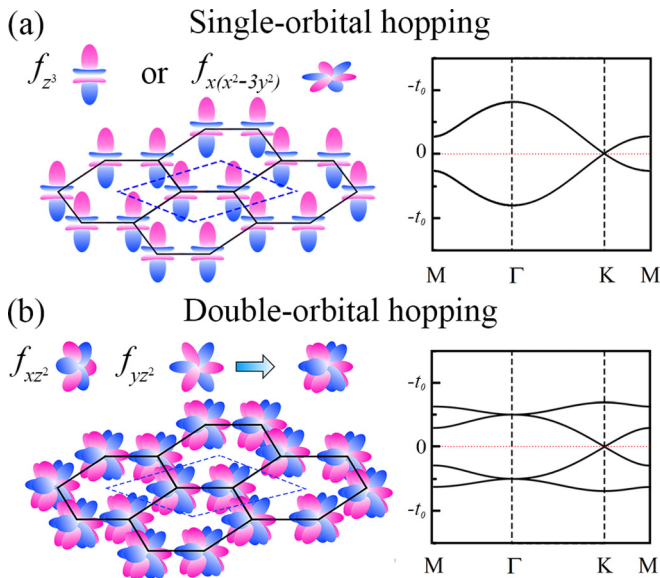 (a) Single-orbital hopping
f_{z^3} or f_{x(x^2-3y^2)}
-t_0
0
-t_0
M Γ K M
(b) Double-orbital hopping
f_{xz^2} f_{yz^2}
-t_0
0
-t_0
M Γ K M